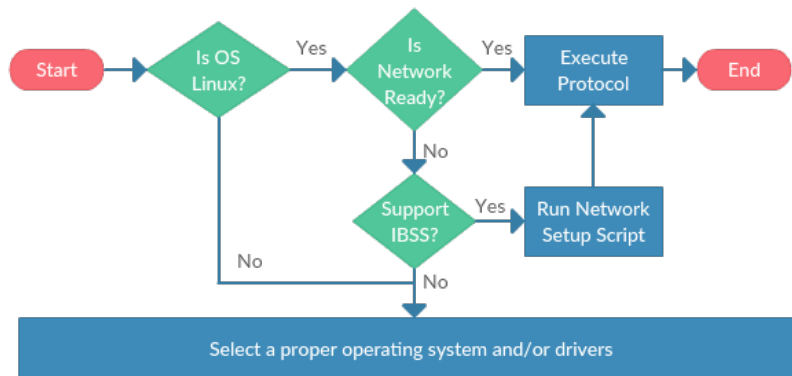 Start
Is OS
Linux?
Yes
Is
Network
Ready?
Yes
Execute
Protocol
End
No
Support
IBSS?
Yes
Run Network
Setup Script
No
No
Select a proper operating system and/or drivers